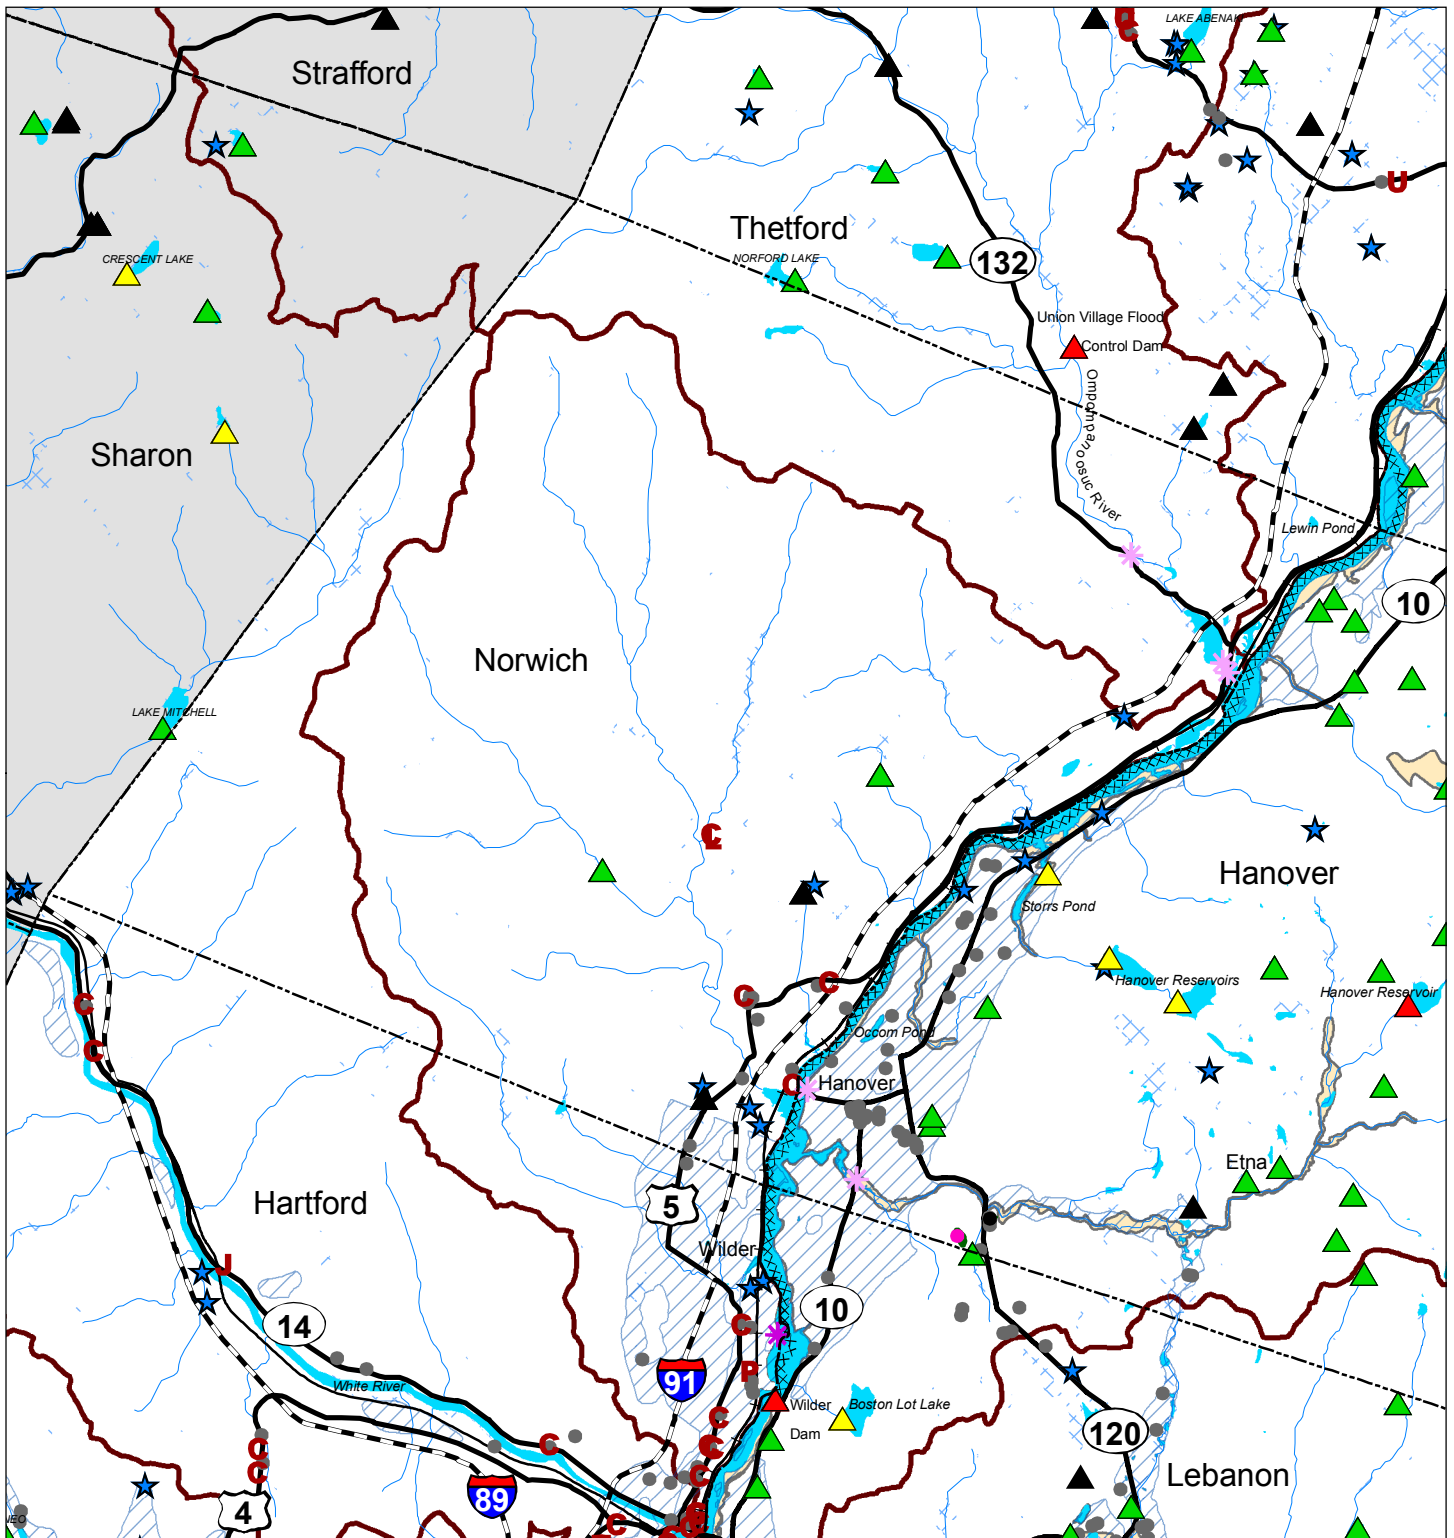 LAKE ABENAKI
Strafford
U
Thetford
CRESCENT LAKE
NORFORD LAKE
132
Union Village Flood
Control Dam
Ompompanoosuc River
Sharon
Lewin Pond
10
Norwich
LAKE MITCHELL
C
L
Hanover
Storrs Pond
Hanover Reservoirs
Hanover Reservoir
C
C
C
Occom Pond
C
C
Hanover
Etna
Hartford
5
Wilder
J
10
14
C
91
R
White River
Wilder
Dam
Boston Lot Lake
C
C
120
C
C
C
C
Lebanon
89
4
C